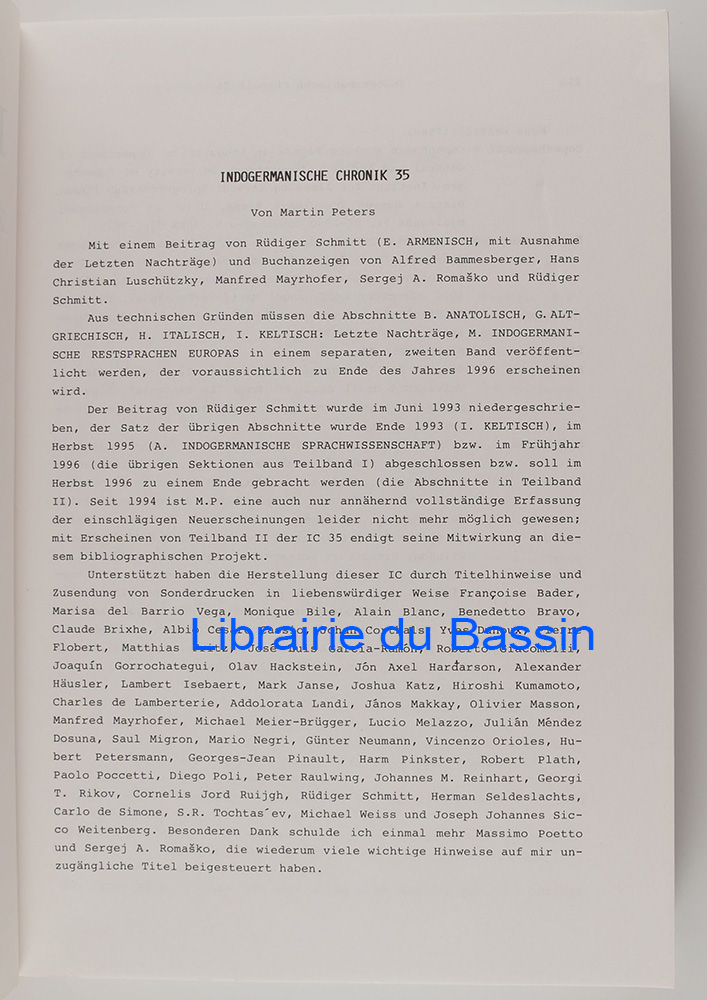 INDOGERMANISCHE CHRONIK 35
Von Martin Peters
Mit einem Beitrag von Rüdiger Schmitt (E. ARMENISCH, mit Ausnahme
der Letzten Nachträge) und Buchanzeigen von Alfred Bammesberger, Hans
Christian Luschützky, Manfred Mayrhofer, Sergej A. Romaško und Rüdiger
Schmitt.
Aus technischen Gründen müssen die Abschnitte B. ANATOLISCH, G. ALT-
GRIECHISCH, H. ITALISCH, I. KELTISCH: Letzte Nachträge, M. INDOGERMANI-
SCHE RESTSPRACHEN EUROPAS in einem separaten, zweiten Band veröffent-
licht werden, der voraussichtlich zu Ende des Jahres 1996 erscheinen
wird.
Der Beitrag von Rüdiger Schmitt wurde im Juni 1993 niedergeschrie-
ben, der Satz der übrigen Abschnitte wurde Ende 1993 (I. KELTISCH), im
Herbst 1995 (A. INDOGERMANISCHE SPRACHWISSENSCHAFT) bzw. im Frühjahr
1996 (die übrigen Sektionen aus Teilband I) abgeschlossen bzw. soll im
Herbst 1996 zu einem Ende gebracht werden (die Abschnitte in Teilband
II). Seit 1994 ist M.P. eine auch nur annähernd vollständige Erfassung
der einschlägigen Neuerscheinungen leider nicht mehr möglich gewesen;
mit Erscheinen von Teilband II der IC 35 endigt seine Mitwirkung an die-
sem bibliographischen Projekt.
Unterstützt haben die Herstellung dieser IC durch Titelhinweise und
Zusendung von Sonderdrucken in liebenswürdiger Weise Françoise Bader,
Marisa del Barrio Vega, Monique Bile, Alain Blanc, Benedetto Bravo,
Claude Brixhe, Albio Yves
Librairie du Bassin
Flobert, Matthias José Luis García-Ramón, Roberto Giacomelli,
Joaquín Gorrochategui, Olav Hackstein, Jón Axel Harðarson, Alexander
Häusler, Lambert Isebaert, Mark Janse, Joshua Katz, Hiroshi Kumamoto,
Charles de Lamberterie, Addolorata Landi, János Makkay, Olivier Masson,
Manfred Mayrhofer, Michael Meier-Brügger, Lucio Melazzo, Julián Méndez
Dosuna, Saul Migron, Mario Negri, Günter Neumann, Vincenzo Orioles, Hu-
bert Petersmann, Georges-Jean Pinault, Harm Pinkster, Robert Plath,
Paolo Poccetti, Diego Poli, Peter Raulwing, Johannes M. Reinhart, Georgi
T. Rikov, Cornelis Jord Ruijgh, Rüdiger Schmitt, Herman Seldeslachts,
Carlo de Simone, S.R. Tochtas´ev, Michael Weiss und Joseph Johannes Sic-
co Weitenberg. Besonderen Dank schulde ich einmal mehr Massimo Poetto
und Sergej A. Romaško, die wiederum viele wichtige Hinweise auf mir un-
zugängliche Titel beigesteuert haben.